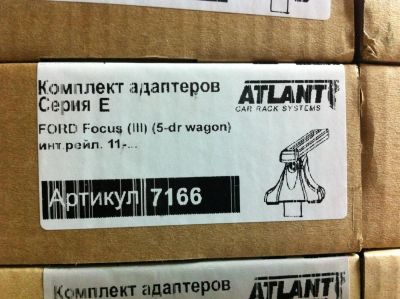 Комплект адаптеров
Серия E
ATLANT
CAR RACK SYSTEMS
FORD Focus (III) (5-dr wagon)
инт.рейл. 11-...
Артикул 7166
Комплект адаптеров
ATLANT